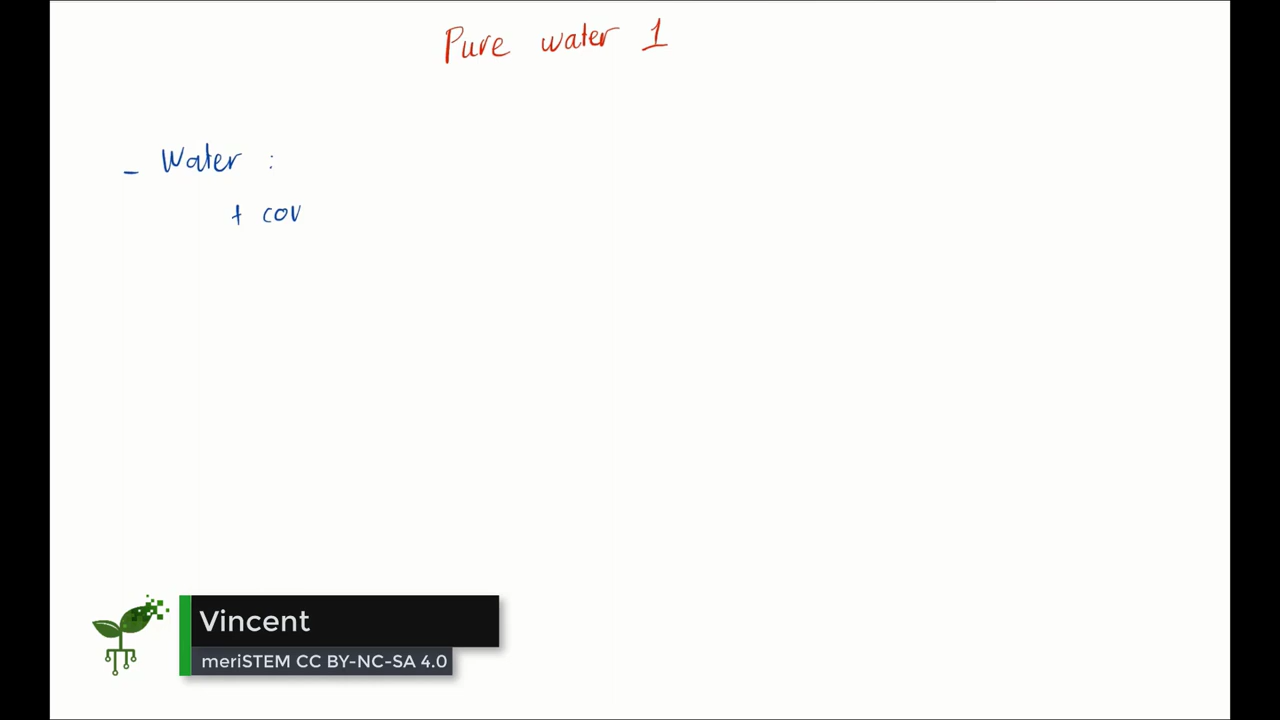 Pure water 1
- Water :
+ cov
Vincent
meriSTEM CC BY-NC-SA 4.0